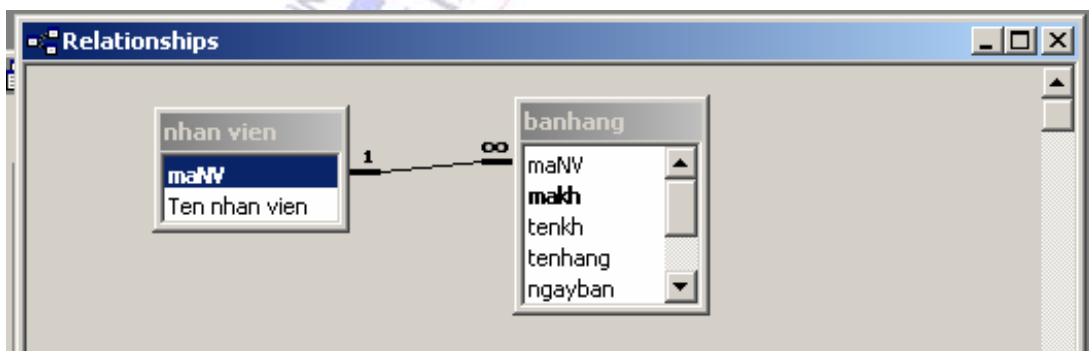 Relationships
nhan vien
maNV
Ten nhan vien
1
∞
banhang
maNV
makh
tenkh
tenhang
ngayban